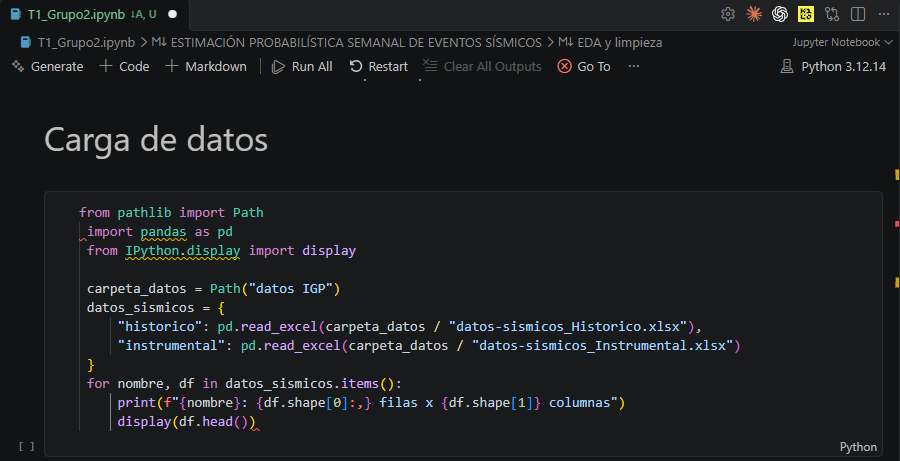 T1_Grupo2.ipynb ↓A, U
T1_Grupo2.ipynb > M↓ ESTIMACIÓN PROBABILÍSTICA SEMANAL DE EVENTOS SÍSMICOS > M↓ EDA y limpieza
Jupyter Notebook
Generate + Code + Markdown | Run All Restart Clear All Outputs Go To ···
Python 3.12.14
Carga de datos
from pathlib import Path
 import pandas as pd
 from IPython.display import display

 carpeta_datos = Path("datos IGP")
 datos_sismicos = {
     "historico": pd.read_excel(carpeta_datos / "datos-sismicos_Historico.xlsx"),
     "instrumental": pd.read_excel(carpeta_datos / "datos-sismicos_Instrumental.xlsx")
 }
 for nombre, df in datos_sismicos.items():
     print(f"{nombre}: {df.shape[0]:,} filas x {df.shape[1]} columnas")
     display(df.head())
[ ]
Python